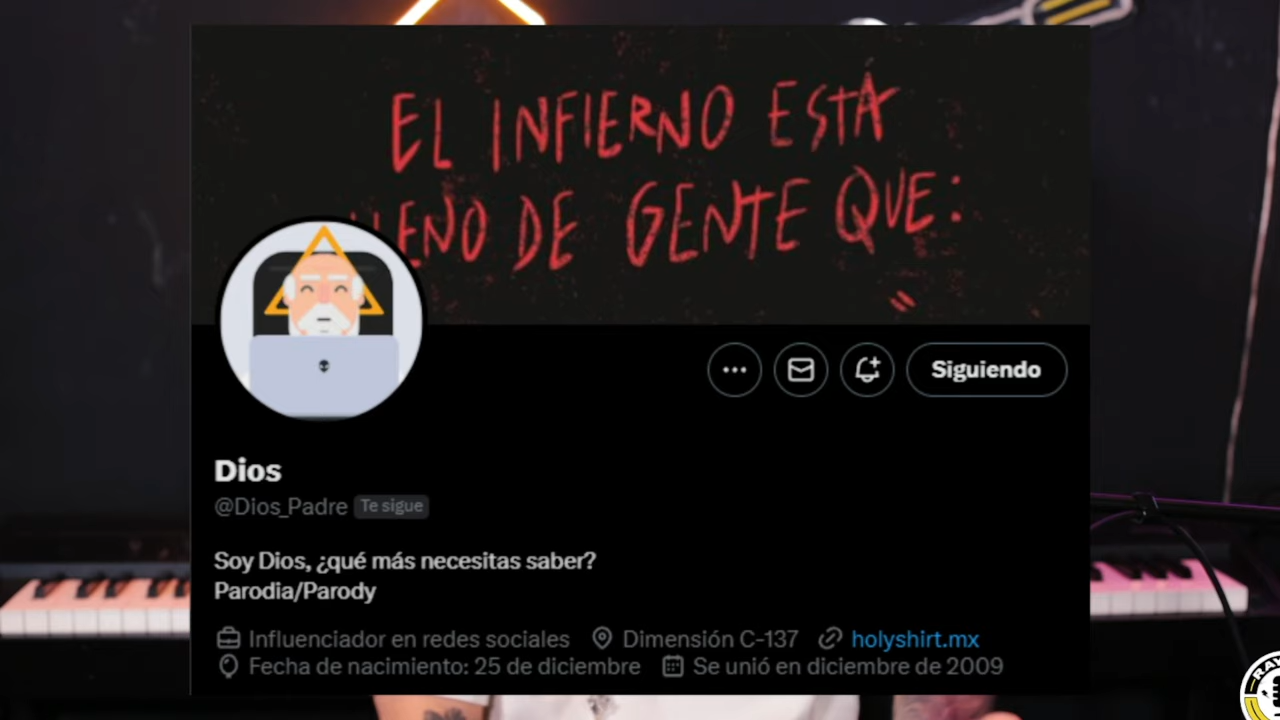 EL INFIERNO ESTÁ
LLENO DE GENTE QUE:
Siguiendo
Dios
@Dios_Padre Te sigue
Soy Dios, ¿qué más necesitas saber?
Parodia/Parody
Influenciador en redes sociales Dimensión C-137 holyshirt.mx
Fecha de nacimiento: 25 de diciembre Se unió en diciembre de 2009